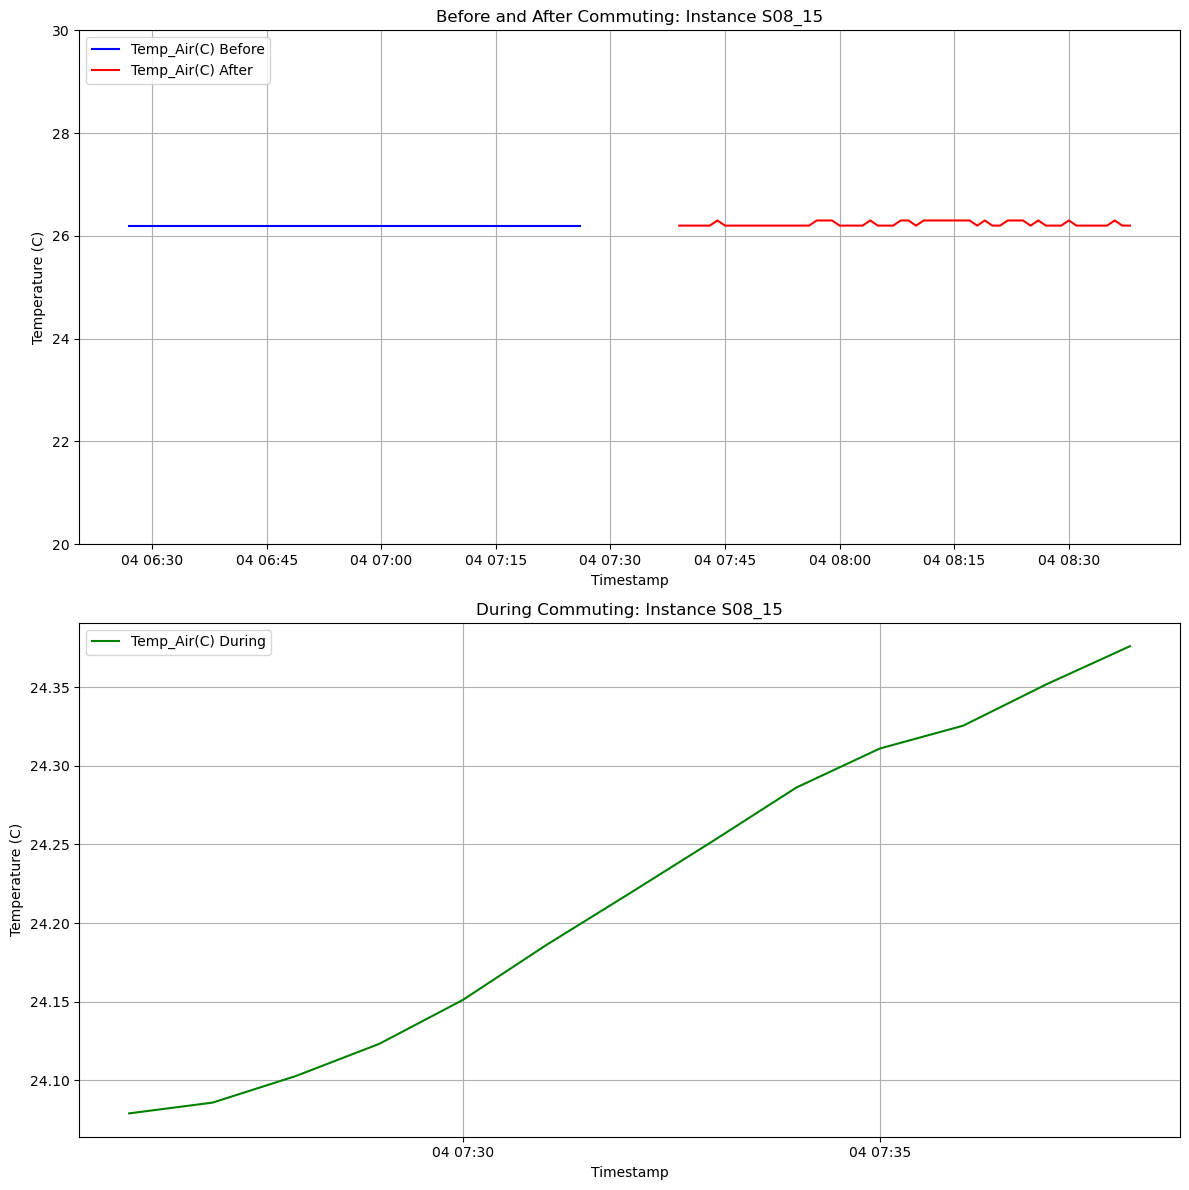 Before and After Commuting: Instance S08_15
Temp_Air(C) Before
Temp_Air(C) After
30
28
26
24
22
20
Temperature (C)
04 06:30 04 06:45 04 07:00 04 07:15 04 07:30 04 07:45 04 08:00 04 08:15 04 08:30
Timestamp
During Commuting: Instance S08_15
Temp_Air(C) During
24.35
24.30
24.25
24.20
24.15
24.10
Temperature (C)
04 07:30 04 07:35
Timestamp